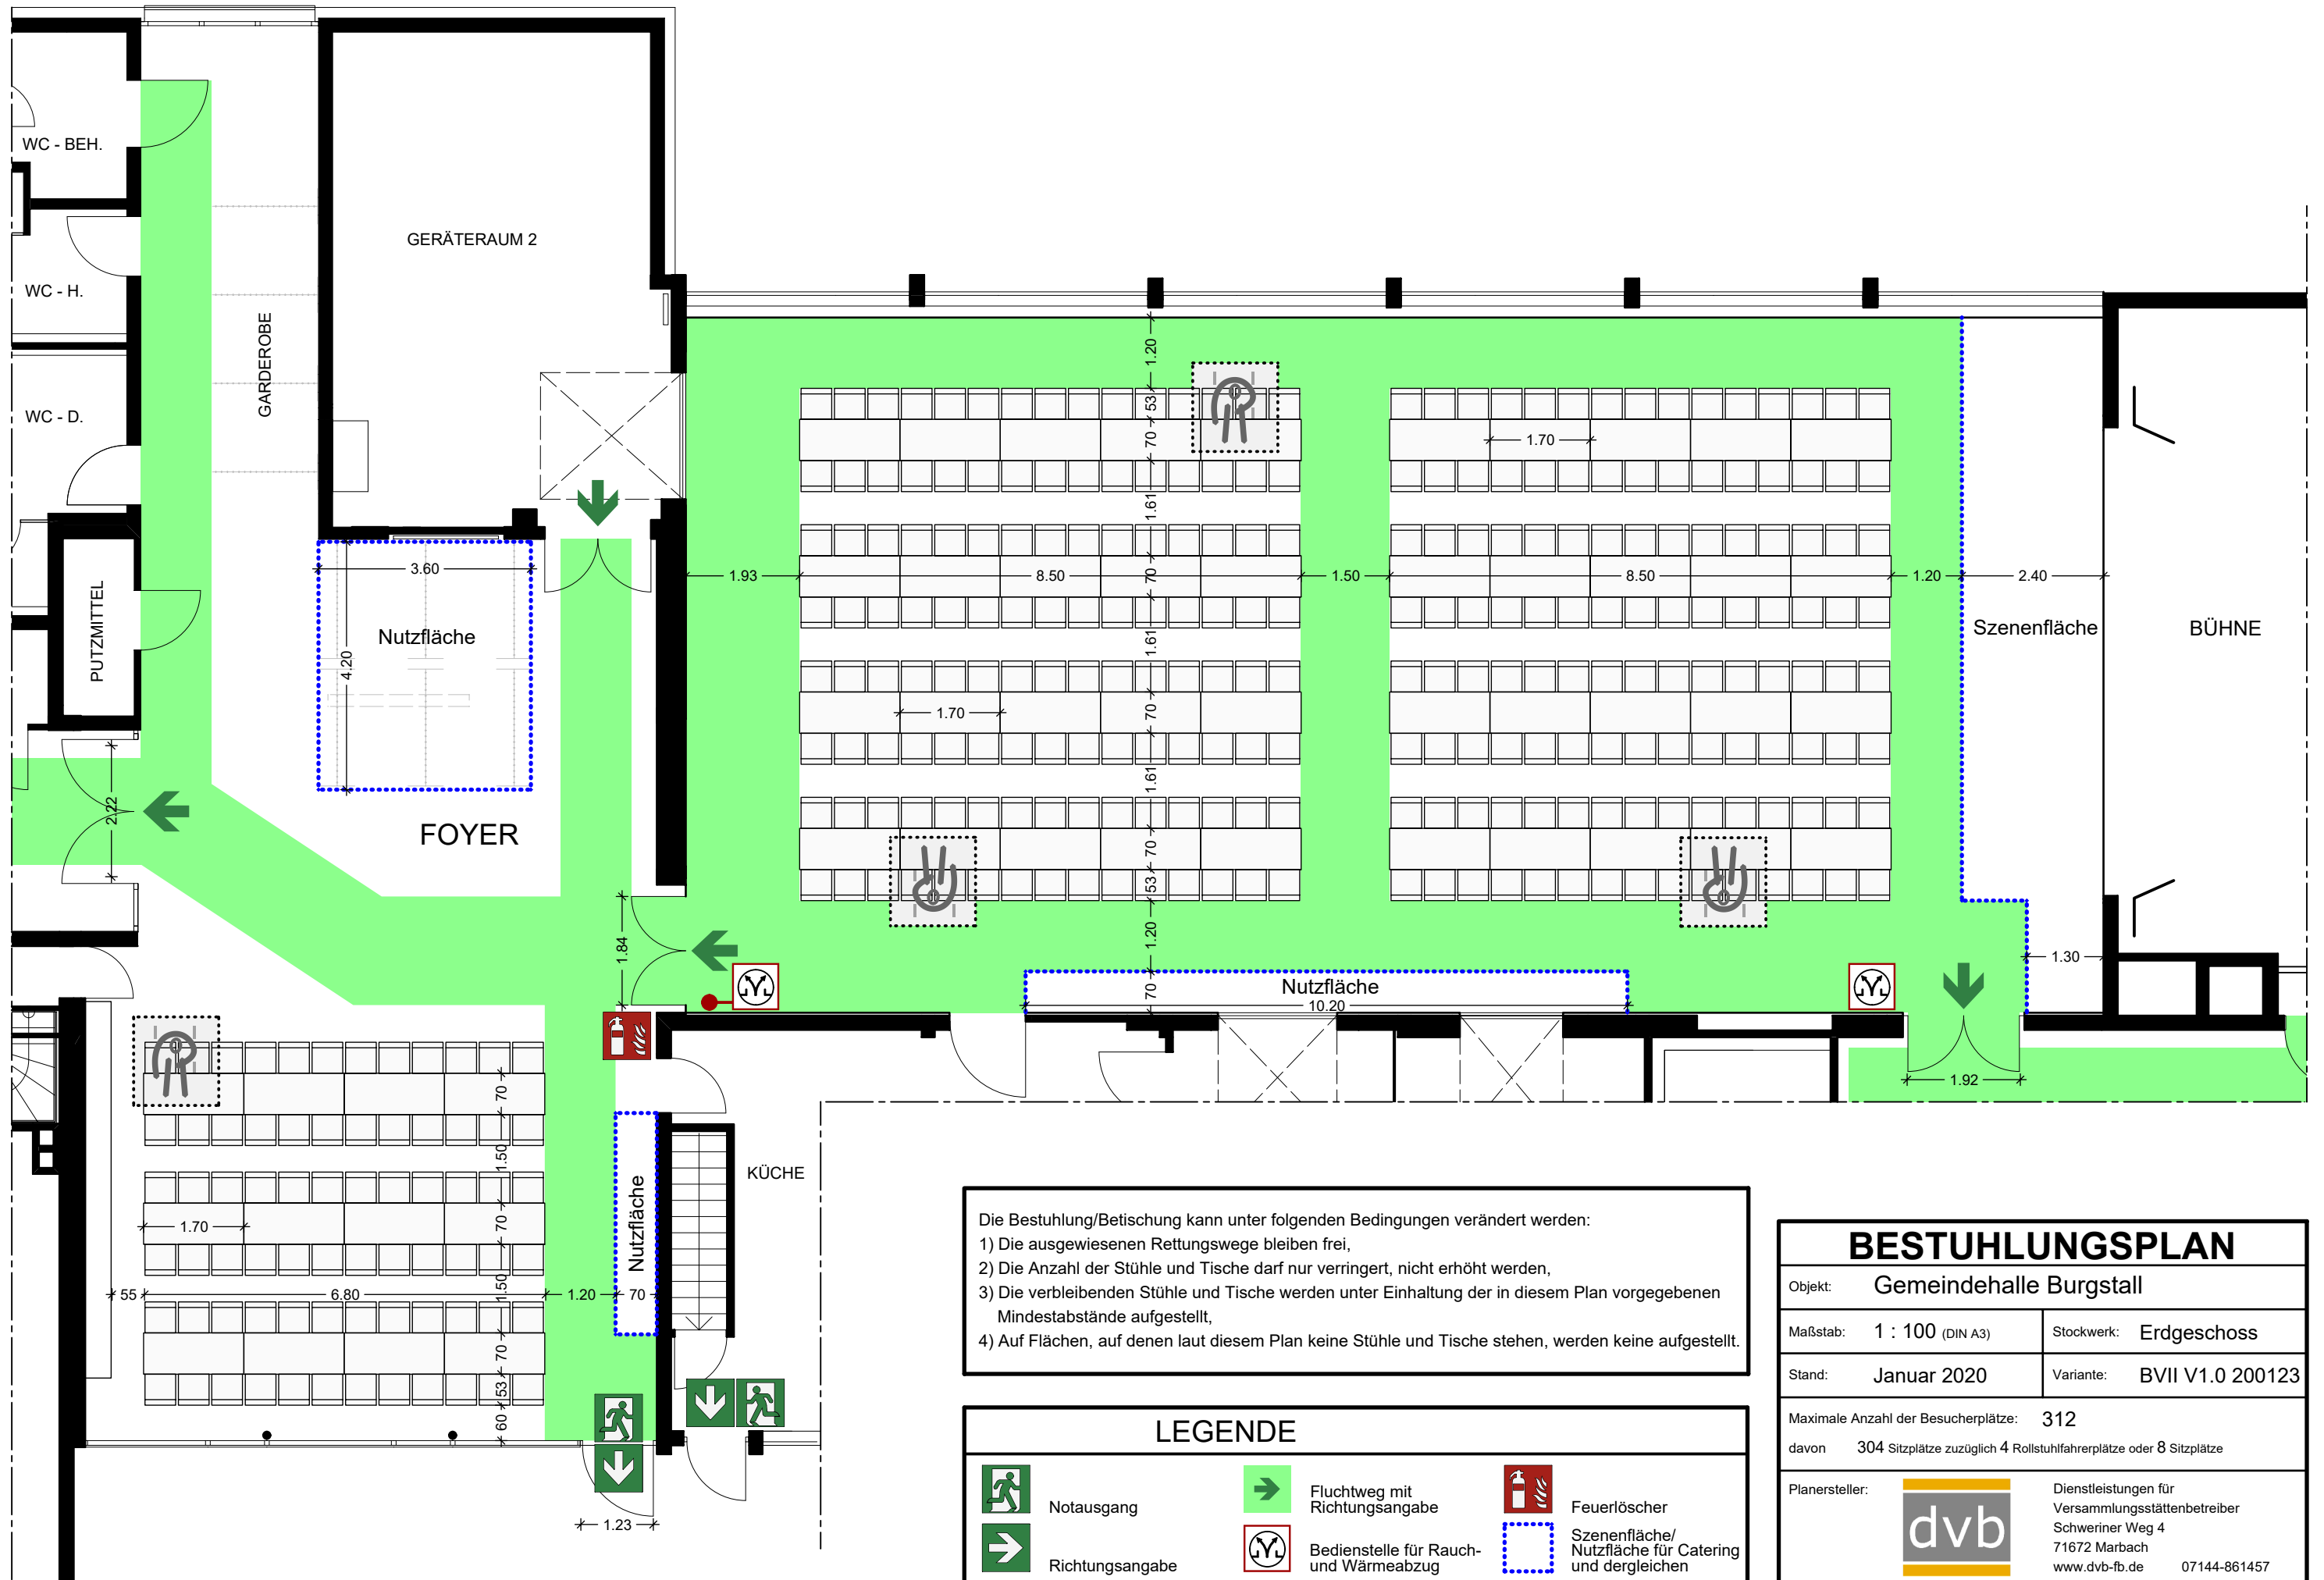 WC - BEH.
GERÄTERAUM 2
WC - H.
GARDEROBE
WC - D.
PUTZMITTEL
3.60
4.20
Nutzfläche
2.22
FOYER
1.20
53
70
1.61
70
1.61
70
1.61
70
53
1.20
70
1.70
1.93
8.50
1.50
8.50
1.20
2.40
1.70
Szenenfläche
BÜHNE
1.84
1.30
Nutzfläche
10.20
1.92
70
1.50
70
1.50
70
53
60
1.70
55
6.80
1.20
70
Nutzfläche
KÜCHE
1.23
Die Bestuhlung/Betischung kann unter folgenden Bedingungen verändert werden:
1) Die ausgewiesenen Rettungswege bleiben frei,
2) Die Anzahl der Stühle und Tische darf nur verringert, nicht erhöht werden,
3) Die verbleibenden Stühle und Tische werden unter Einhaltung der in diesem Plan vorgegebenen
Mindestabstände aufgestellt,
4) Auf Flächen, auf denen laut diesem Plan keine Stühle und Tische stehen, werden keine aufgestellt.
LEGENDE
Notausgang
Fluchtweg mit
Richtungsangabe
Feuerlöscher
Richtungsangabe
Bedienstelle für Rauch-
und Wärmeabzug
Szenenfläche/
Nutzfläche für Catering
und dergleichen
BESTUHLUNGSPLAN
Objekt: Gemeindehalle Burgstall
Maßstab: 1 : 100 (DIN A3)
Stockwerk: Erdgeschoss
Stand: Januar 2020
Variante: BVII V1.0 200123
Maximale Anzahl der Besucherplätze: 312
davon 304 Sitzplätze zuzüglich 4 Rollstuhlfahrerplätze oder 8 Sitzplätze
Planersteller:
dvb
Dienstleistungen für
Versammlungsstättenbetreiber
Schweriner Weg 4
71672 Marbach
www.dvb-fb.de 07144-861457